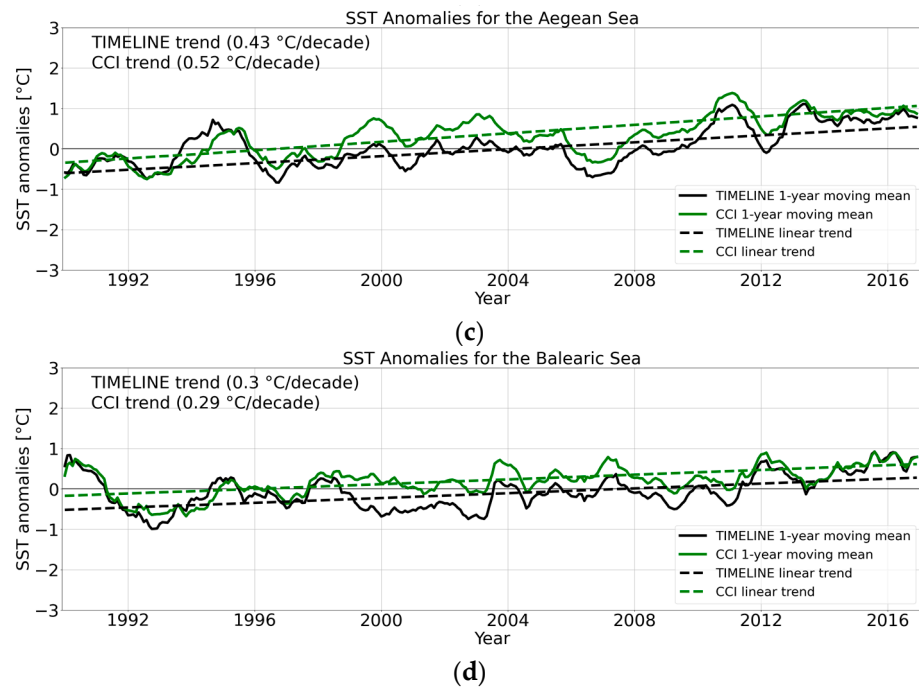 SST Anomalies for the Aegean Sea
TIMELINE trend (0.43 °C/decade)
CCI trend (0.52 °C/decade)
3
2
1
0
−1
−2
−3
SST anomalies [°C]
TIMELINE 1-year moving mean
CCI 1-year moving mean
TIMELINE linear trend
CCI linear trend
1992 1996 2000 2004 2008 2012 2016
Year
(c)
SST Anomalies for the Balearic Sea
TIMELINE trend (0.3 °C/decade)
CCI trend (0.29 °C/decade)
3
2
1
0
−1
−2
−3
SST anomalies [°C]
TIMELINE 1-year moving mean
CCI 1-year moving mean
TIMELINE linear trend
CCI linear trend
1992 1996 2000 2004 2008 2012 2016
Year
(d)